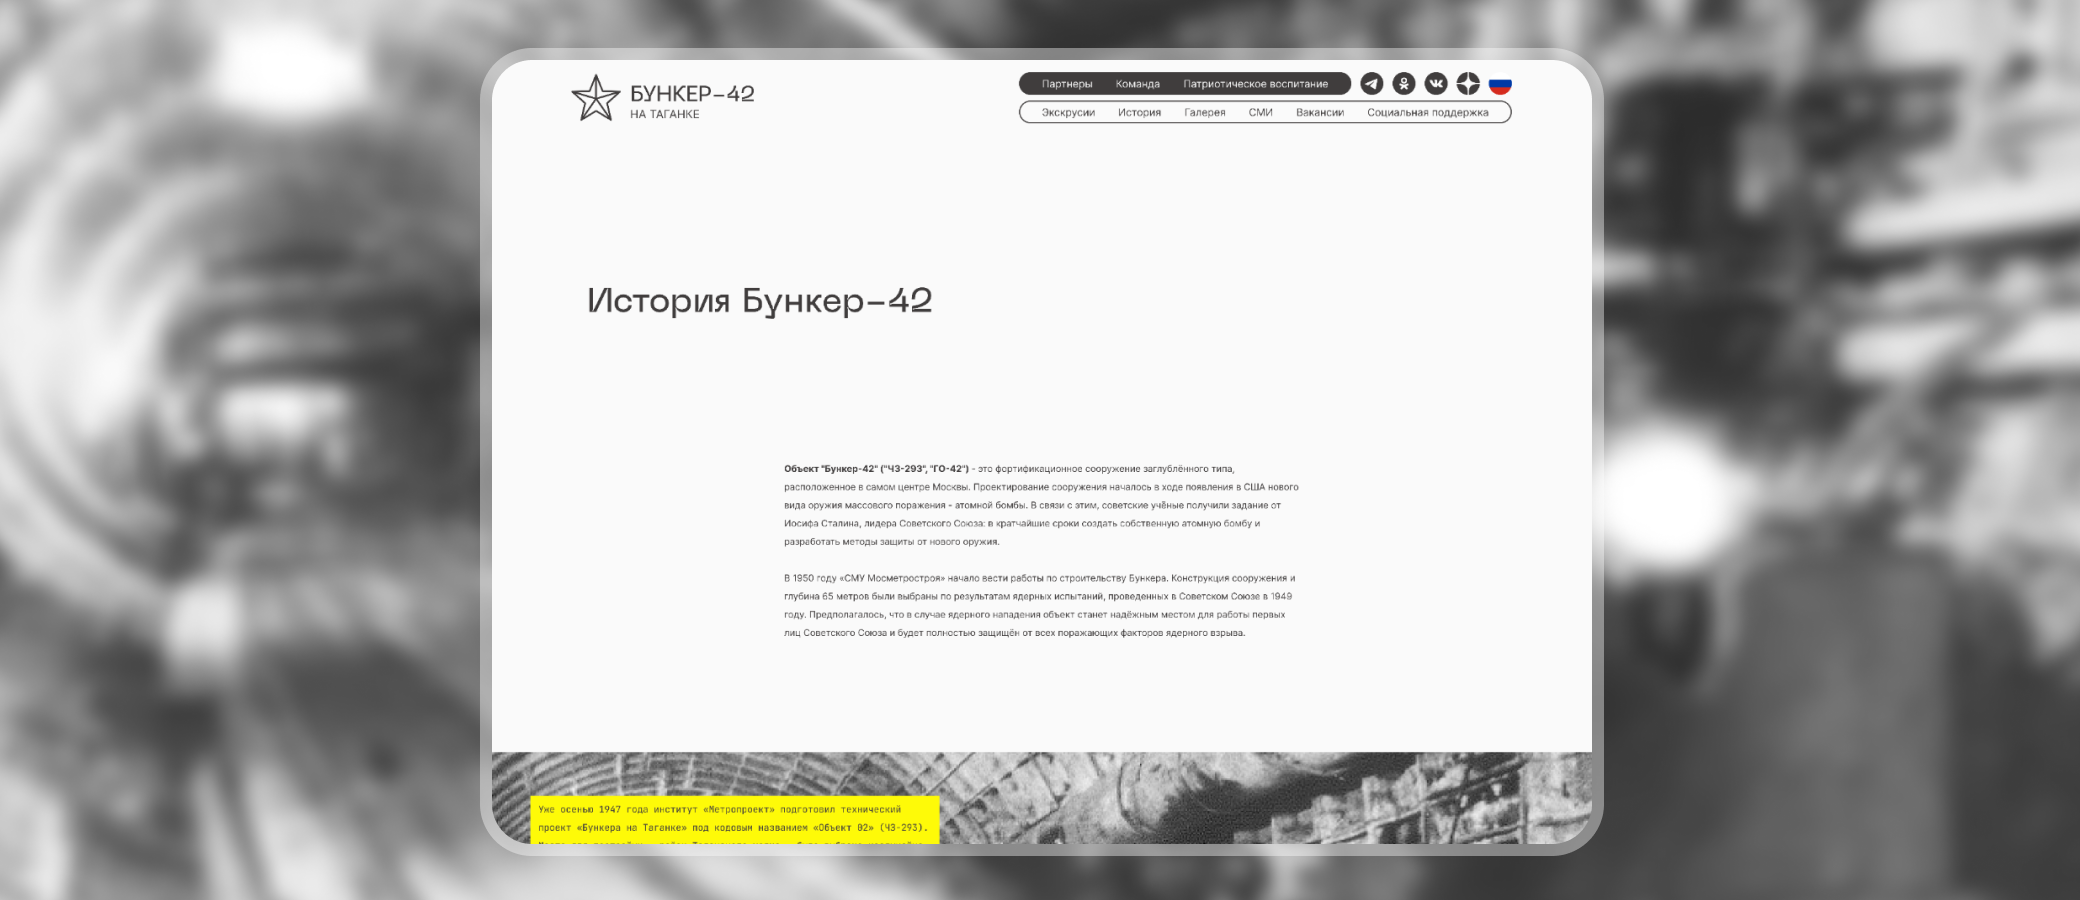 БУНКЕР-42
НА ТАГАНКЕ
Партнеры Команда Патриотическое воспитание
Экскурсии История Галерея СМИ Вакансии Социальная поддержка
История Бункер-42
Объект "Бункер-42" ("ЧЗ-293", "ГО-42") - это фортификационное сооружение заглублённого типа,
расположенное в самом центре Москвы. Проектирование сооружения началось в ходе появления в США нового
вида оружия массового поражения - атомной бомбы. В связи с этим, советские учёные получили задание от
Иосифа Сталина, лидера Советского Союза: в кратчайшие сроки создать собственную атомную бомбу и
разработать методы защиты от нового оружия.
В 1950 году «СМУ Мосметростроя» начало вести работы по строительству Бункера. Конструкция сооружения и
глубина 65 метров были выбраны по результатам ядерных испытаний, проведенных в Советском Союзе в 1949
году. Предполагалось, что в случае ядерного нападения объект станет надёжным местом для работы первых
лиц Советского Союза и будет полностью защищён от всех поражающих факторов ядерного взрыва.
Уже осенью 1947 года институт «Метропроект» подготовил технический
проект «Бункера на Таганке» под кодовым названием «Объект 02» (ЧЗ-293).